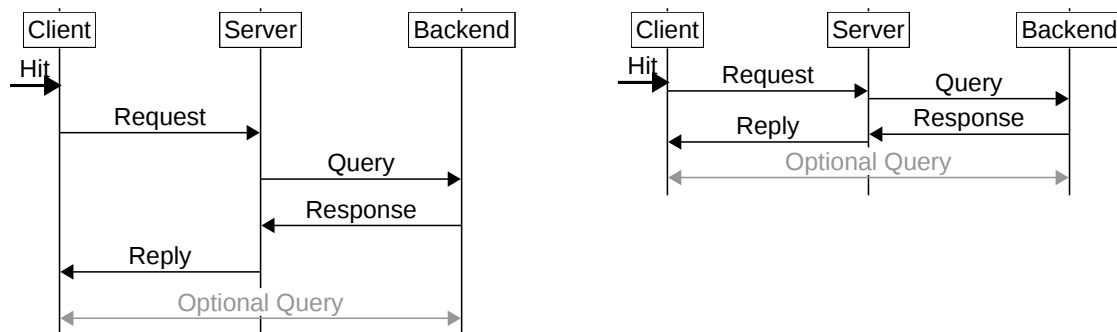 Client Server Backend
Hit
Request
Query
Response
Reply
Optional Query
Client Server Backend
Hit
Request
Query
Response
Reply
Optional Query